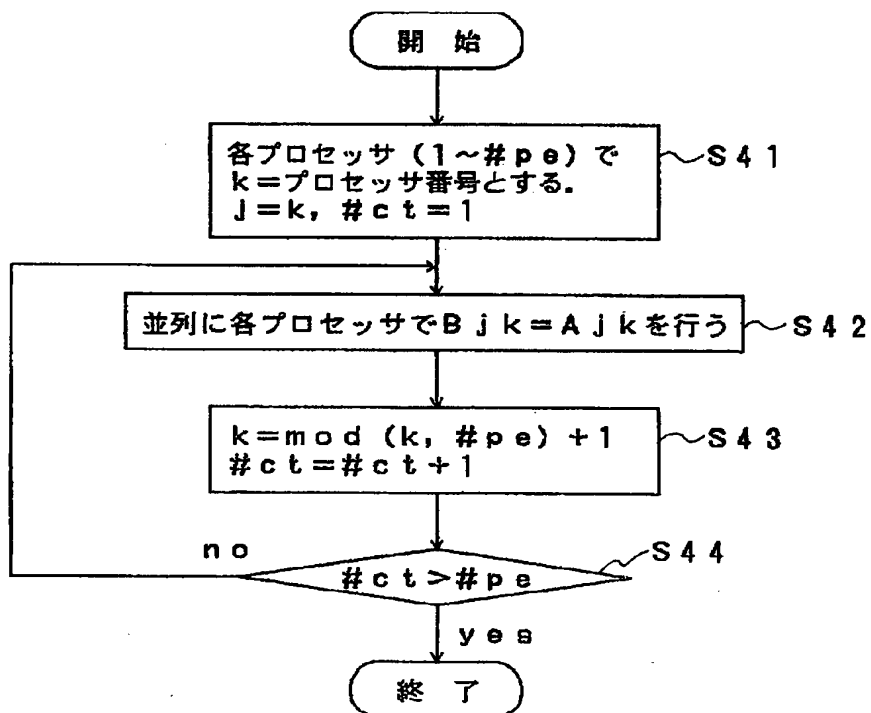 開 始
各プロセッサ（1～#pe）で
k=プロセッサ番号とする.
j=k, #ct=1
S41
並列に各プロセッサでBjk=Ajkを行う
S42
k=mod (k, #pe) +1
#ct=#ct+1
S43
no
#ct>#pe
S44
yes
終 了